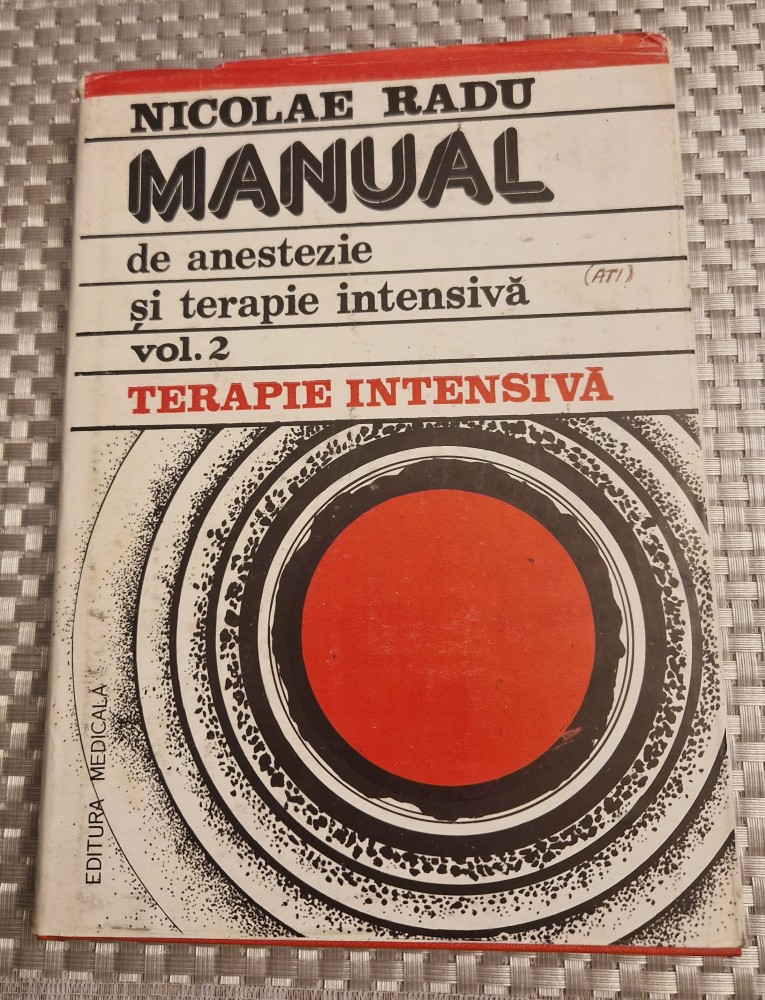 NICOLAE RADU
MANUAL
de anestezie
și terapie intensivă
(ATI)
vol. 2
TERAPIE INTENSIVĂ
EDITURA MEDICALĂ